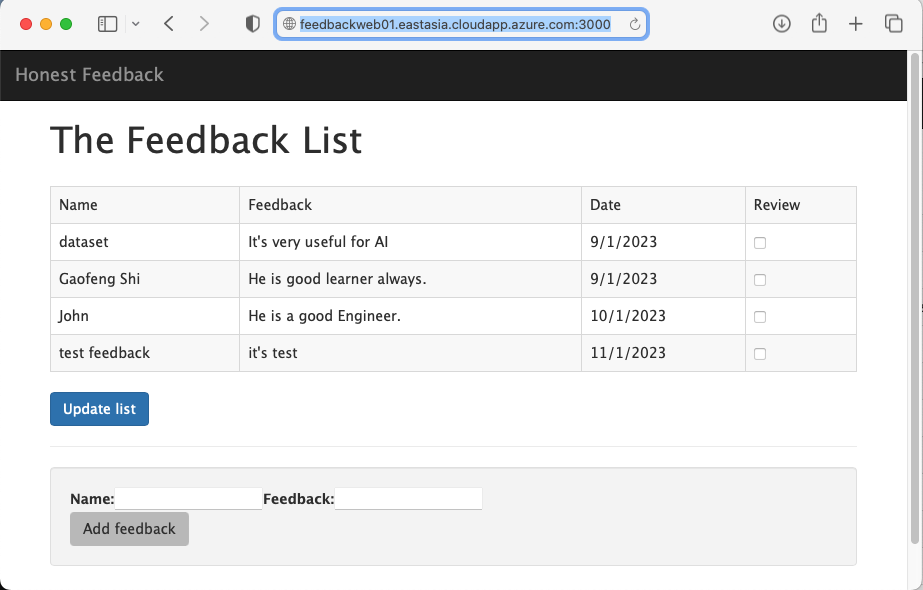 feedbackweb01.eastasia.cloudapp.azure.com:3000
Honest Feedback
The Feedback List
Name Feedback Date Review
dataset It's very useful for AI 9/1/2023
Gaofeng Shi He is good learner always. 9/1/2023
John He is a good Engineer. 10/1/2023
test feedback it's test 11/1/2023
Update list
Name: Feedback:
Add feedback